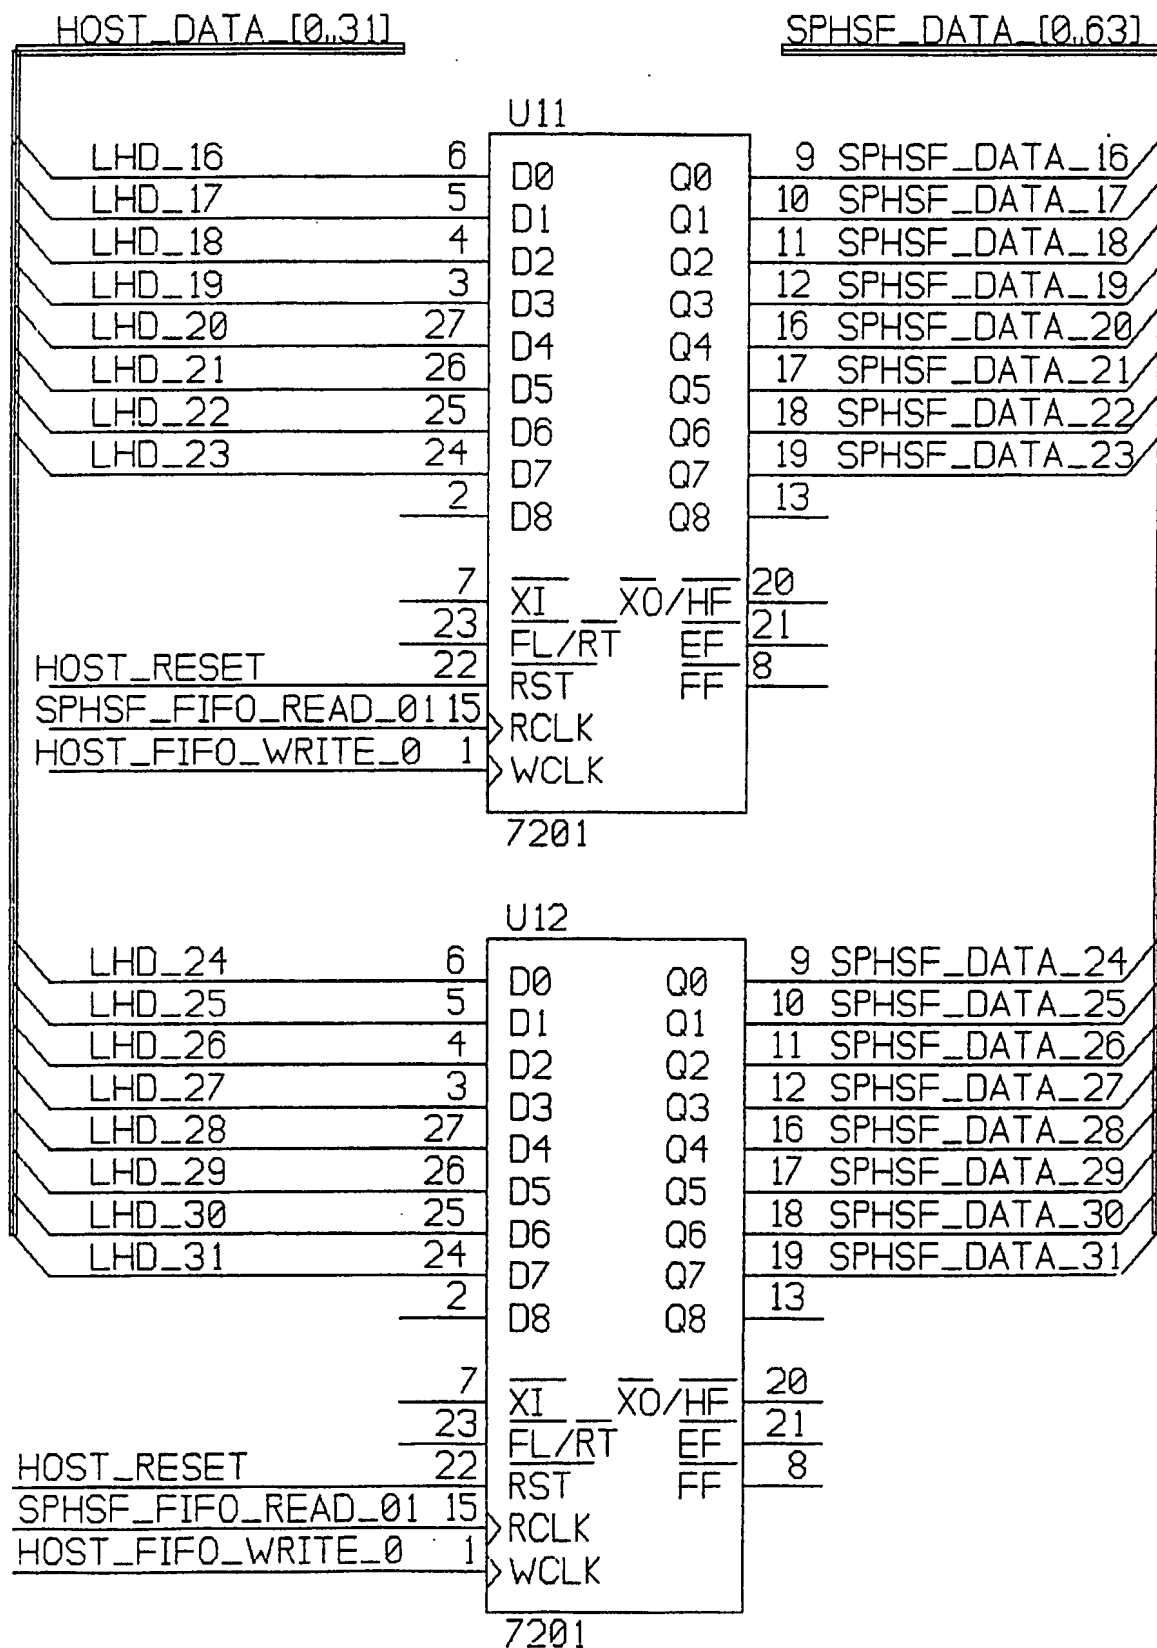 HOST_DATA_[0..31] SPHSF_DATA_[0..63]
U11
LHD_16 6 D0 Q0 9 SPHSF_DATA_16
LHD_17 5 D1 Q1 10 SPHSF_DATA_17
LHD_18 4 D2 Q2 11 SPHSF_DATA_18
LHD_19 3 D3 Q3 12 SPHSF_DATA_19
LHD_20 27 D4 Q4 16 SPHSF_DATA_20
LHD_21 26 D5 Q5 17 SPHSF_DATA_21
LHD_22 25 D6 Q6 18 SPHSF_DATA_22
LHD_23 24 D7 Q7 19 SPHSF_DATA_23
2 D8 Q8 13
7 XI XO/HF 20
23 FL/RT EF 21
HOST_RESET 22 RST FF 8
SPHSF_FIFO_READ_01 15 RCLK
HOST_FIFO_WRITE_0 1 WCLK
7201
U12
LHD_24 6 D0 Q0 9 SPHSF_DATA_24
LHD_25 5 D1 Q1 10 SPHSF_DATA_25
LHD_26 4 D2 Q2 11 SPHSF_DATA_26
LHD_27 3 D3 Q3 12 SPHSF_DATA_27
LHD_28 27 D4 Q4 16 SPHSF_DATA_28
LHD_29 26 D5 Q5 17 SPHSF_DATA_29
LHD_30 25 D6 Q6 18 SPHSF_DATA_30
LHD_31 24 D7 Q7 19 SPHSF_DATA_31
2 D8 Q8 13
7 XI XO/HF 20
23 FL/RT EF 21
HOST_RESET 22 RST FF 8
SPHSF_FIFO_READ_01 15 RCLK
HOST_FIFO_WRITE_0 1 WCLK
7201